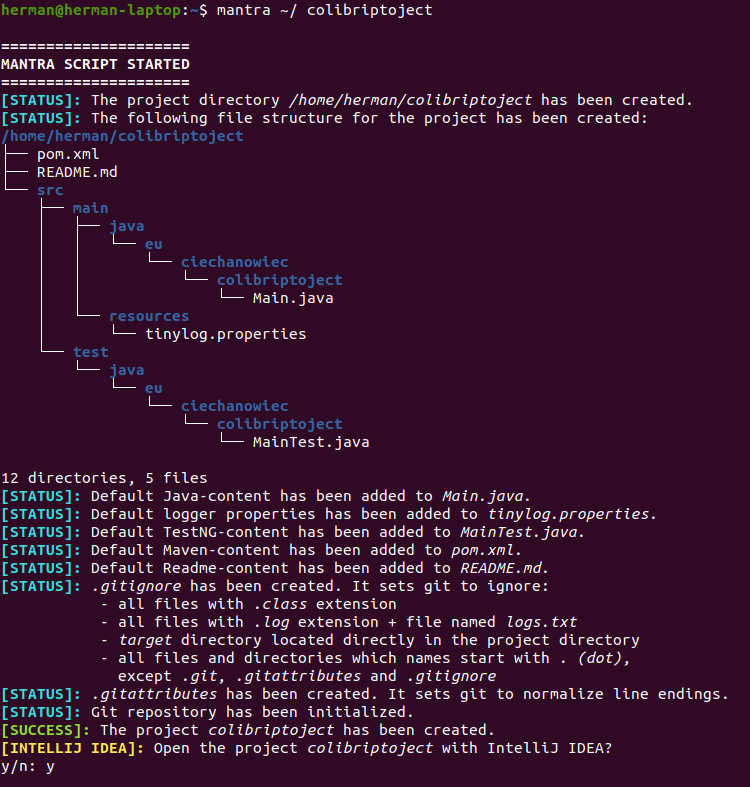 herman@herman-laptop:~$ mantra ~/ colibriptoject
=====================
MANTRA SCRIPT STARTED
=====================
[STATUS]: The project directory /home/herman/colibriptoject has been created.
[STATUS]: The following file structure for the project has been created:
/home/herman/colibriptoject
├── pom.xml
├── README.md
└── src
    ├── main
    │   ├── java
    │   │   └── eu
    │   │       └── ciechanowiec
    │   │           └── colibriptoject
    │   │               └── Main.java
    │   └── resources
    │       └── tinylog.properties
    └── test
        └── java
            └── eu
                └── ciechanowiec
                    └── colibriptoject
                        └── MainTest.java
12 directories, 5 files
[STATUS]: Default Java-content has been added to Main.java.
[STATUS]: Default logger properties has been added to tinylog.properties.
[STATUS]: Default TestNG-content has been added to MainTest.java.
[STATUS]: Default Maven-content has been added to pom.xml.
[STATUS]: Default Readme-content has been added to README.md.
[STATUS]: .gitignore has been created. It sets git to ignore:
           - all files with .class extension
           - all files with .log extension + file named logs.txt
           - target directory located directly in the project directory
           - all files and directories which names start with . (dot),
             except .git, .gitattributes and .gitignore
[STATUS]: .gitattributes has been created. It sets git to normalize line endings.
[STATUS]: Git repository has been initialized.
[SUCCESS]: The project colibriptoject has been created.
[INTELLIJ IDEA]: Open the project colibriptoject with IntelliJ IDEA?
y/n: y